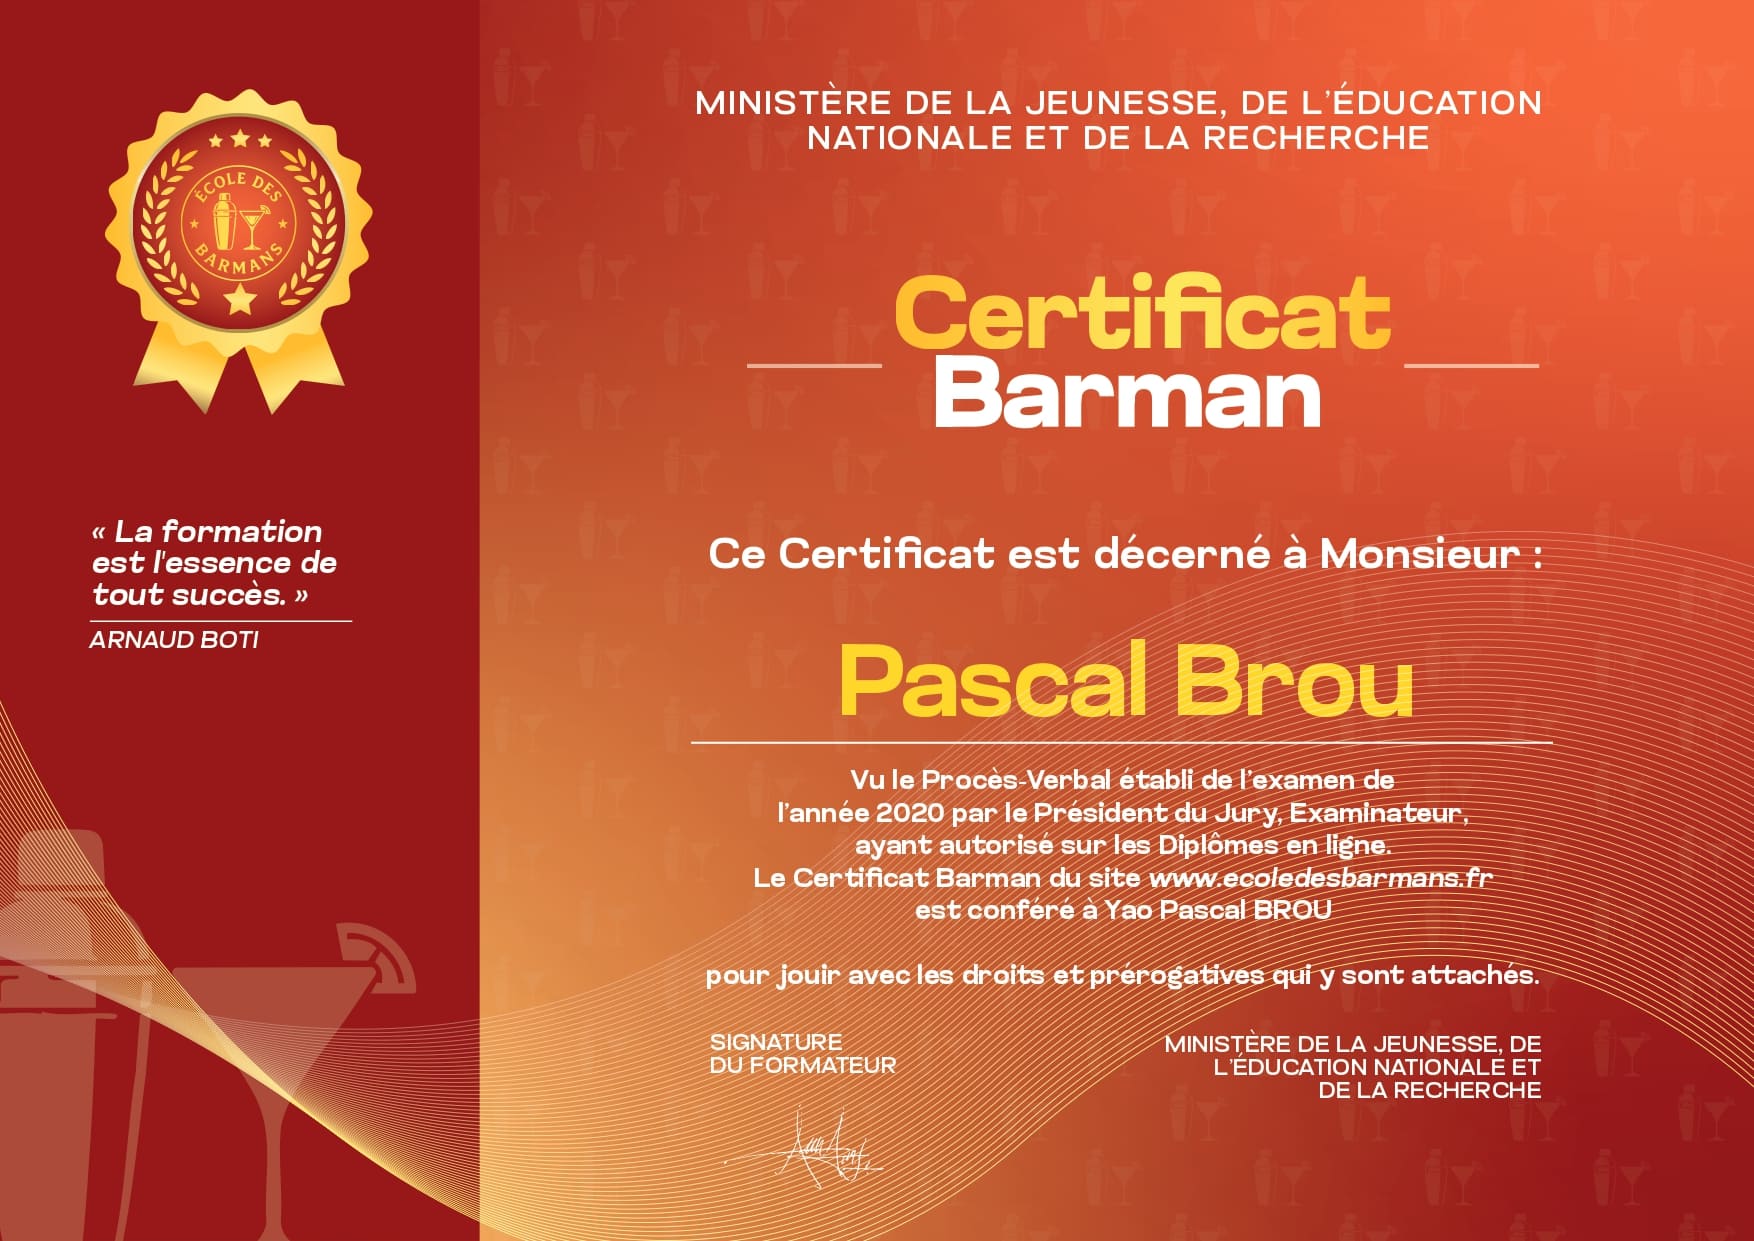 ÉCOLE DES
BARMANS
« La formation
est l'essence de
tout succès. »
ARNAUD BOTI
MINISTÈRE DE LA JEUNESSE, DE L'ÉDUCATION
NATIONALE ET DE LA RECHERCHE
Certificat
Barman
Ce Certificat est décerné à Monsieur :
Pascal Brou
Vu le Procès-Verbal établi de l'examen de
l'année 2020 par le Président du Jury, Examinateur,
ayant autorisé sur les Diplômes en ligne.
Le Certificat Barman du site www.ecoledesbarmans.fr
est conféré à Yao Pascal BROU
pour jouir avec les droits et prérogatives qui y sont attachés.
SIGNATURE
DU FORMATEUR
MINISTÈRE DE LA JEUNESSE, DE
L'ÉDUCATION NATIONALE ET
DE LA RECHERCHE